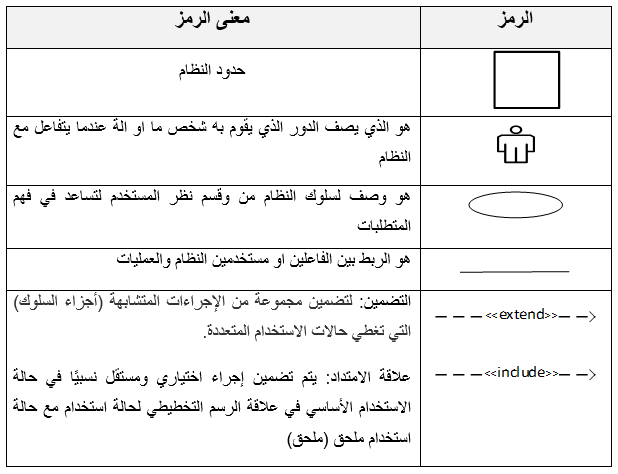 الرمز
معنى الرمز
حدود النظام
هو الذي يصف الدور الذي يقوم به شخص ما او الة عندما يتفاعل مع
النظام
هو وصف لسلوك النظام من وقسم نظر المستخدم لتساعد في فهم
المتطلبات
هو الربط بين الفاعلين او مستخدمين النظام والعمليات
<<extend>>
التضمين: لتضمين مجموعة من الإجراءات المتشابهة (أجزاء السلوك)
التي تغطي حالات الاستخدام المتعددة.
<<include>>
علاقة الامتداد: يتم تضمين إجراء اختياري ومستقل نسبيًا في حالة
الاستخدام الأساسي في علاقة الرسم التخطيطي لحالة استخدام مع حالة
استخدام ملحق (ملحق)